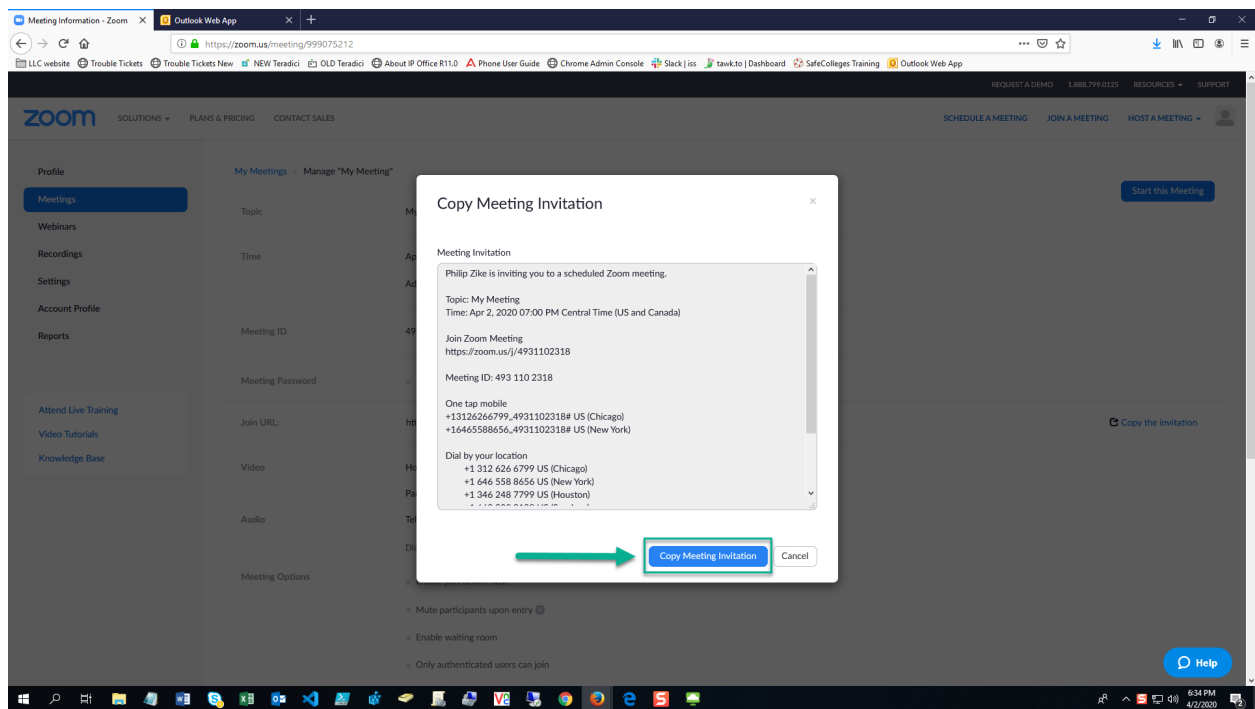 Meeting Information - Zoom
Outlook Web App
https://zoom.us/meeting/999075212
LLC website Trouble Tickets Trouble Tickets New NEW Teradici OLD Teradici About IP Office R11.0 Phone User Guide Chrome Admin Console Slack | iss tawk.to | Dashboard SafeColleges Training Outlook Web App
REQUEST A DEMO 1.888.799.0125 RESOURCES SUPPORT
zoom SOLUTIONS PLANS & PRICING CONTACT SALES SCHEDULE A MEETING JOIN A MEETING HOST A MEETING
Profile
Meetings
Webinars
Recordings
Settings
Account Profile
Reports
Attend Live Training
Video Tutorials
Knowledge Base
My Meetings > Manage "My Meeting"
Start this Meeting
Topic
Time
Meeting ID 49
Meeting Password
Join URL:
Copy the invitation
Video
Audio
Meeting Options
Mute participants upon entry
Enable waiting room
Only authenticated users can join
Copy Meeting Invitation
Meeting Invitation
Philip Zike is inviting you to a scheduled Zoom meeting.
Topic: My Meeting
Time: Apr 2, 2020 07:00 PM Central Time (US and Canada)
Join Zoom Meeting
https://zoom.us/j/4931102318
Meeting ID: 493 110 2318
One tap mobile
+13126266799,,4931102318# US (Chicago)
+16465588656,,4931102318# US (New York)
Dial by your location
+1 312 626 6799 US (Chicago)
+1 646 558 8656 US (New York)
+1 346 248 7799 US (Houston)
Copy Meeting Invitation Cancel
Help
6:34 PM
4/2/2020